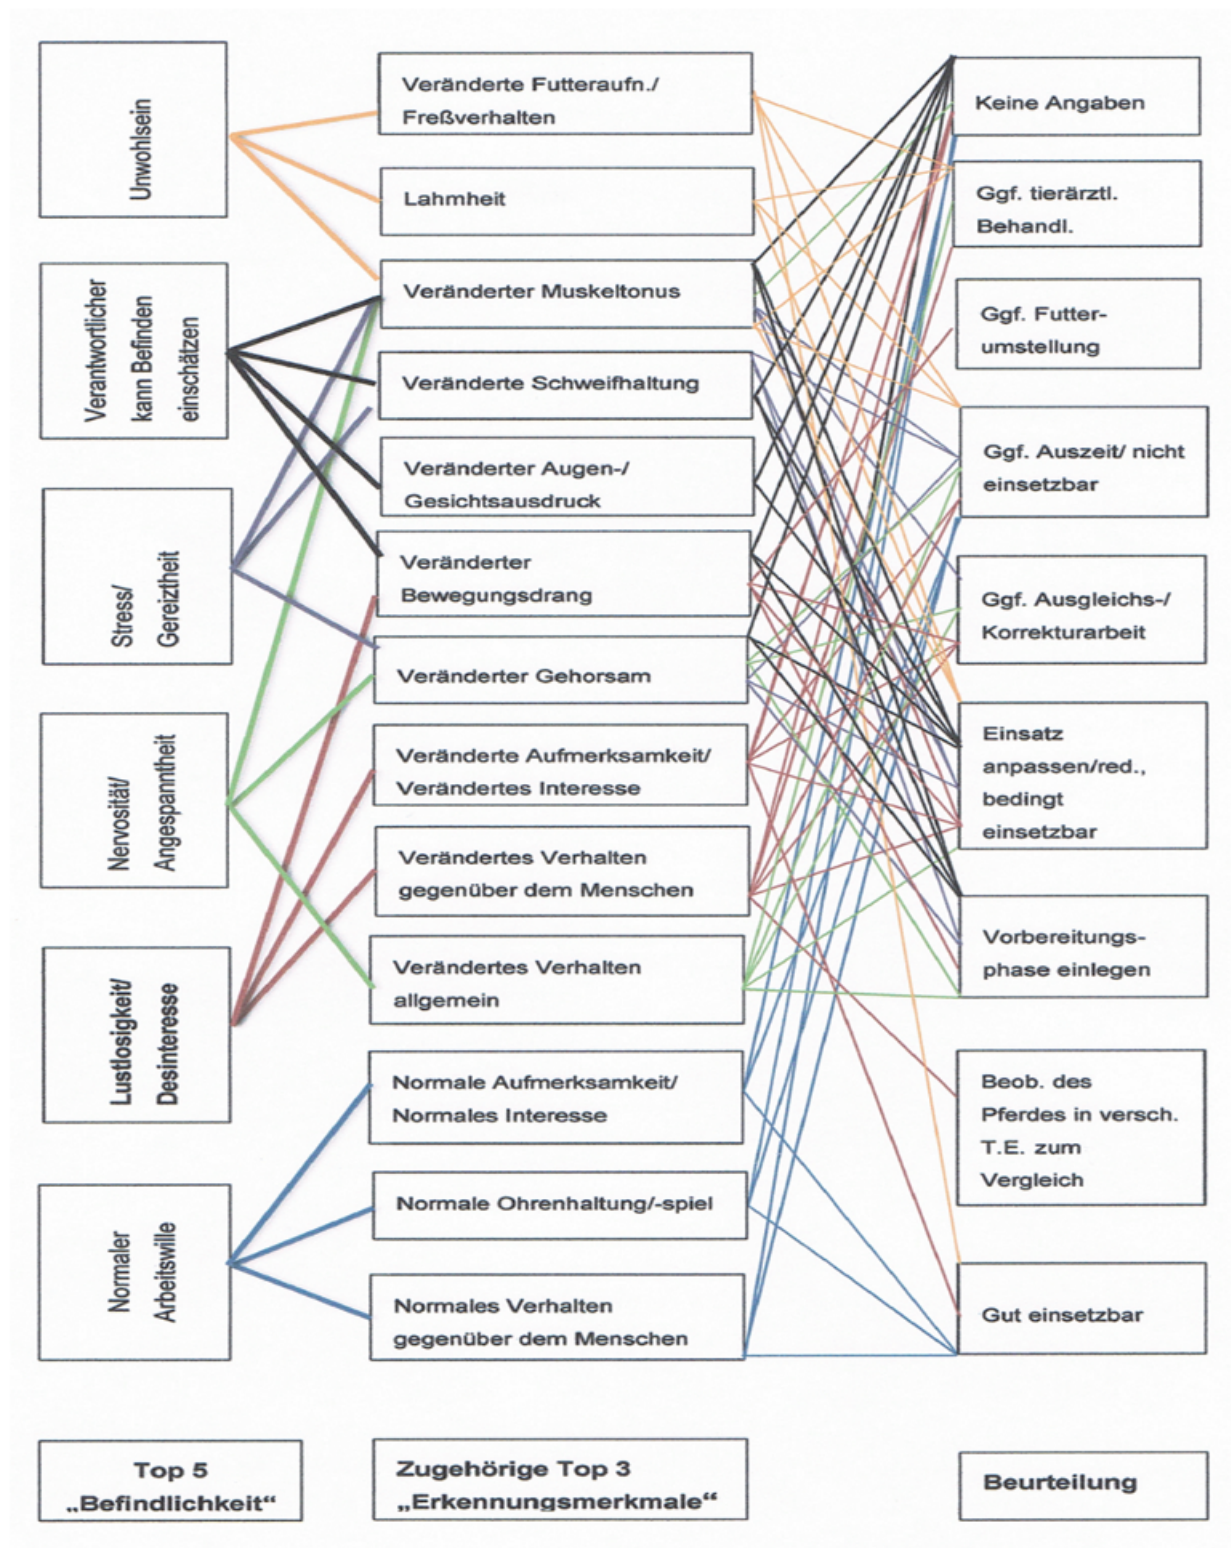 Unwohlsein
Verantwortlicher
kann Befinden
einschätzen
Stress/
Gereiztheit
Nervosität/
Angespanntheit
Lustlosigkeit/
Desinteresse
Normaler
Arbeitswille
Top 5
„Befindlichkeit“
Veränderte Futteraufn./
Freßverhalten
Lahmheit
Veränderter Muskeltonus
Veränderte Schweifhaltung
Veränderter Augen-/
Gesichtsausdruck
Veränderter
Bewegungsdrang
Veränderter Gehorsam
Veränderte Aufmerksamkeit/
Verändertes Interesse
Verändertes Verhalten
gegenüber dem Menschen
Verändertes Verhalten
allgemein
Normale Aufmerksamkeit/
Normales Interesse
Normale Ohrenhaltung/-spiel
Normales Verhalten
gegenüber dem Menschen
Zugehörige Top 3
„Erkennungsmerkmale“
Keine Angaben
Ggf. tierärztl.
Behandl.
Ggf. Futter-
umstellung
Ggf. Auszeit/ nicht
einsetzbar
Ggf. Ausgleichs-/
Korrekturarbeit
Einsatz
anpassen/red.,
bedingt
einsetzbar
Vorbereitungs-
phase einlegen
Beob. des
Pferdes in versch.
T.E. zum
Vergleich
Gut einsetzbar
Beurteilung